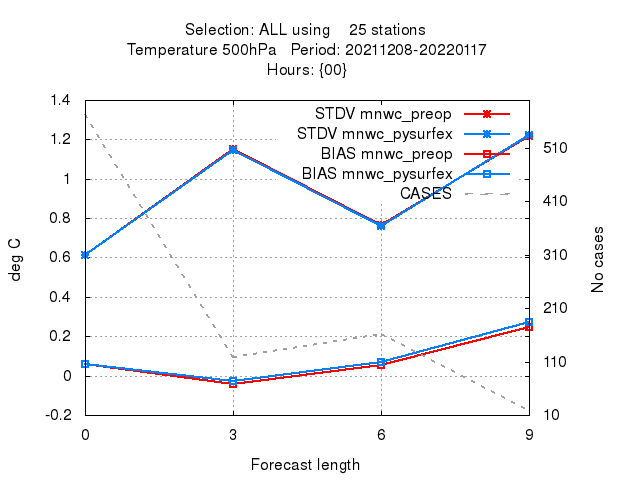 Selection: ALL using 25 stations
Temperature 500hPa Period: 20211208-20220117
Hours: {00}
STDV mnwc_preop
STDV mnwc_pysurfex
BIAS mnwc_preop
BIAS mnwc_pysurfex
CASES
1.4
1.2
1
0.8
0.6
0.4
0.2
0
-0.2
deg C
510
410
310
210
110
10
No cases
0 3 6 9
Forecast length